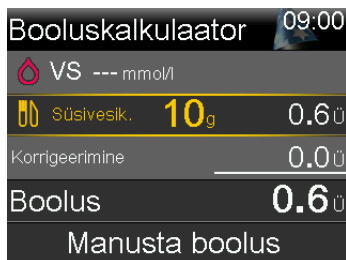 Booluskalkulaator 09:00
VS --- mmol/l
Süsivesik. 10g 0.6ü
Korrigeerimine 0.0ü
Boolus 0.6ü
Manusta boolus